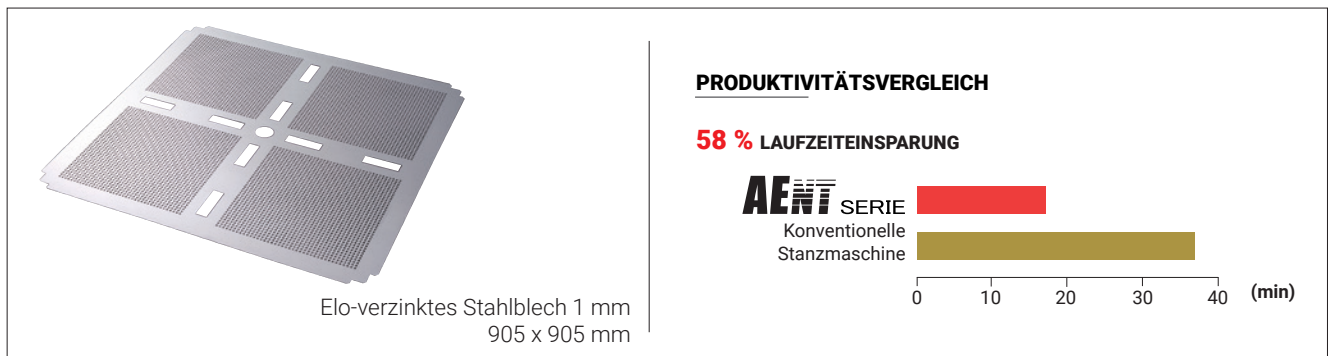 Elo-verzinktes Stahlblech 1 mm
905 x 905 mm
PRODUKTIVITÄTSVERGLEICH
58 % LAUFZEITEINSPARUNG
AENT SERIE
Konventionelle
Stanzmaschine
0 10 20 30 40 (min)